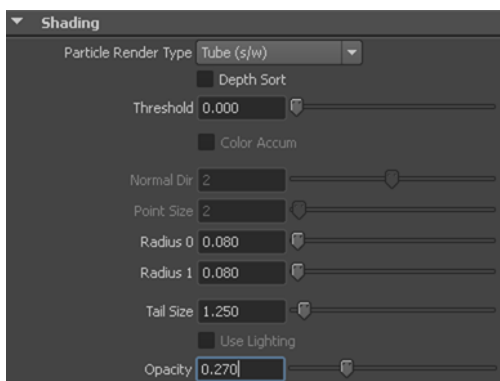 Shading
Particle Render Type Tube (s/w)
Depth Sort
Threshold 0.000
Color Accum
Normal Dir 2
Point Size 2
Radius 0 0.080
Radius 1 0.080
Tail Size 1.250
Use Lighting
Opacity 0.270